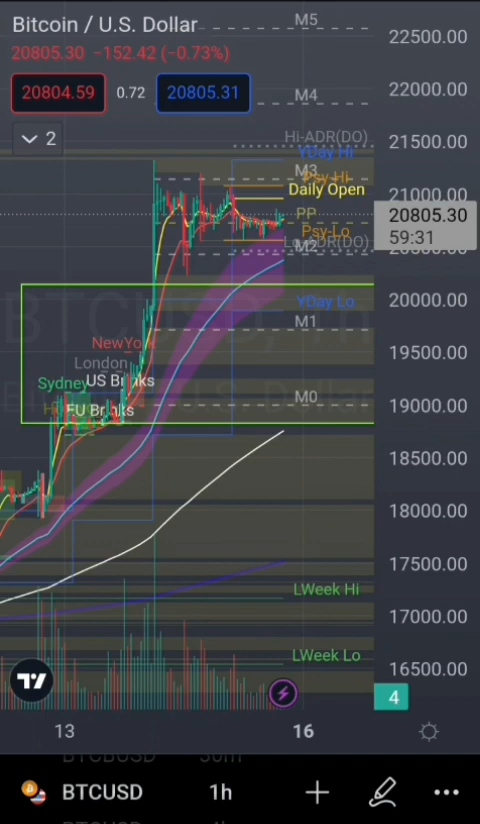 Bitcoin / U.S. Dollar
20805.30 −152.42 (−0.73%)
20804.59 0.72 20805.31
2
M5
22500.00
22000.00
M4
21500.00
Hi-ADR(DO)
YDay Hi
M3
Psy-Hi
21000.00
Daily Open
PP
20805.30
59:31
Psy-Lo
Lo-ADR(DO)
M2
20000.00
YDay Lo
M1
19500.00
NewYork
London
Sydney
US Brinks
EU Brinks
M0
19000.00
18500.00
18000.00
17500.00
LWeek Hi
17000.00
LWeek Lo
16500.00
4
13 16
BTCUSD 1h